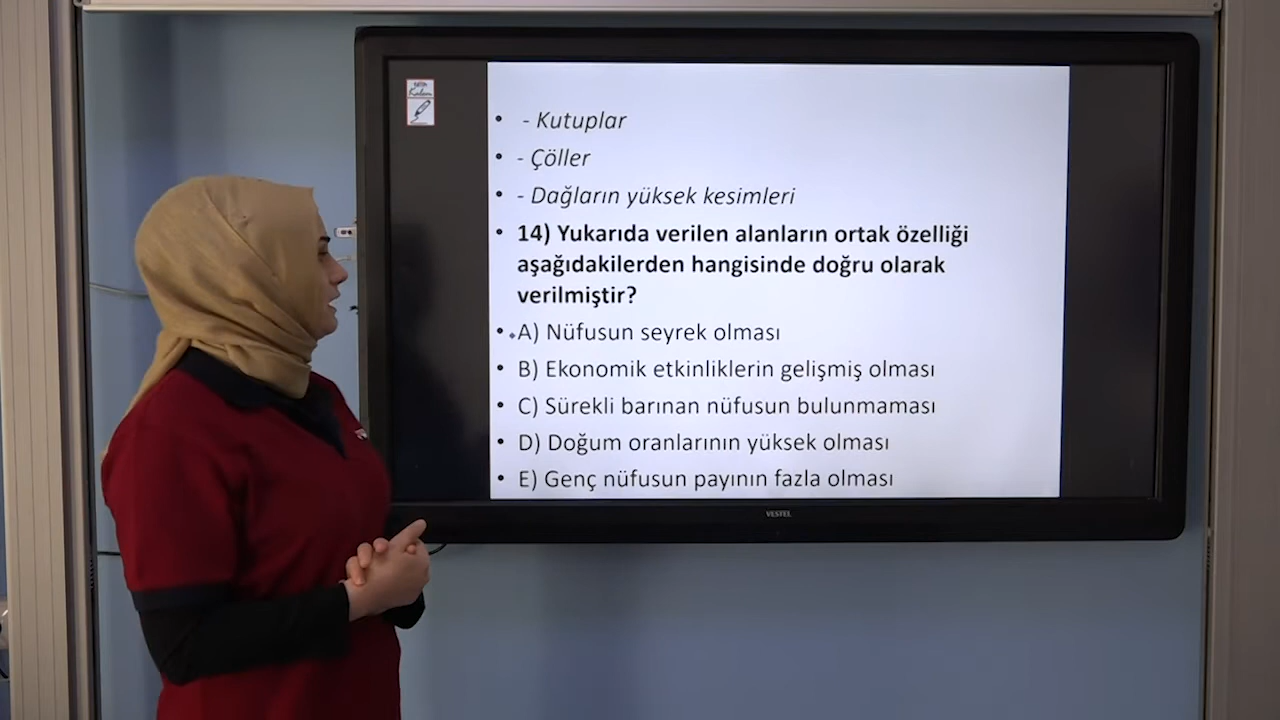 Kalem
• - Kutuplar
• - Çöller
• - Dağların yüksek kesimleri
• 14) Yukarıda verilen alanların ortak özelliği
aşağıdakilerden hangisinde doğru olarak
verilmiştir?
• A) Nüfusun seyrek olması
• B) Ekonomik etkinliklerin gelişmiş olması
• C) Sürekli barınan nüfusun bulunmaması
• D) Doğum oranlarının yüksek olması
• E) Genç nüfusun payının fazla olması
VESTEL